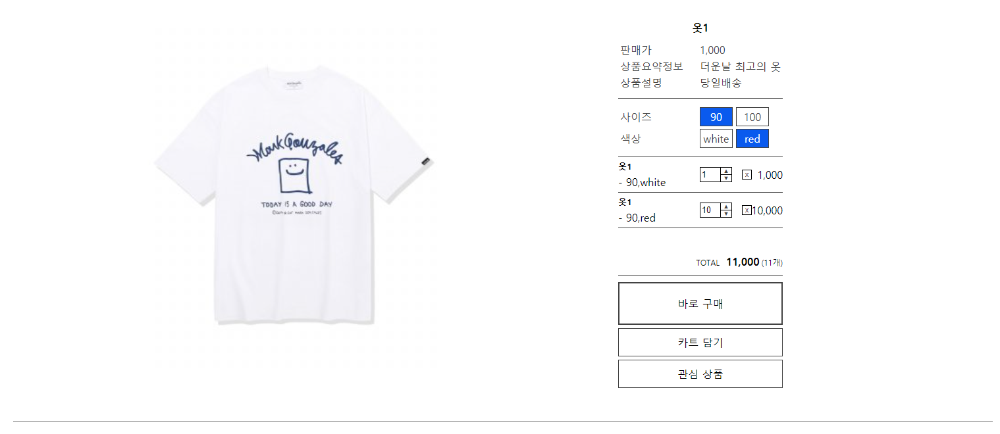 Mark Gonzales
TODAY IS A GOOD DAY
옷1
판매가 1,000
상품요약정보 더운날 최고의 옷
상품설명 당일배송
사이즈 90 100
색상 white red
옷1
- 90,white 1 x 1,000
옷1
- 90,red 10 x 10,000
TOTAL 11,000 (11개)
바로 구매
카트 담기
관심 상품